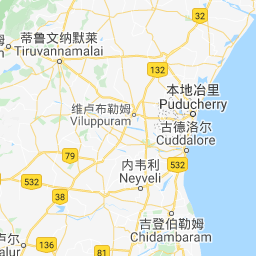 蒂鲁文纳默莱
Tiruvannamalai
132
本地治里
Puducherry
维卢布勒姆
Viluppuram
古德洛尔
Cuddalore
79
532
内韦利
Neyveli
532
38
吉登伯勒姆
Chidambaram
卢尔
136
81